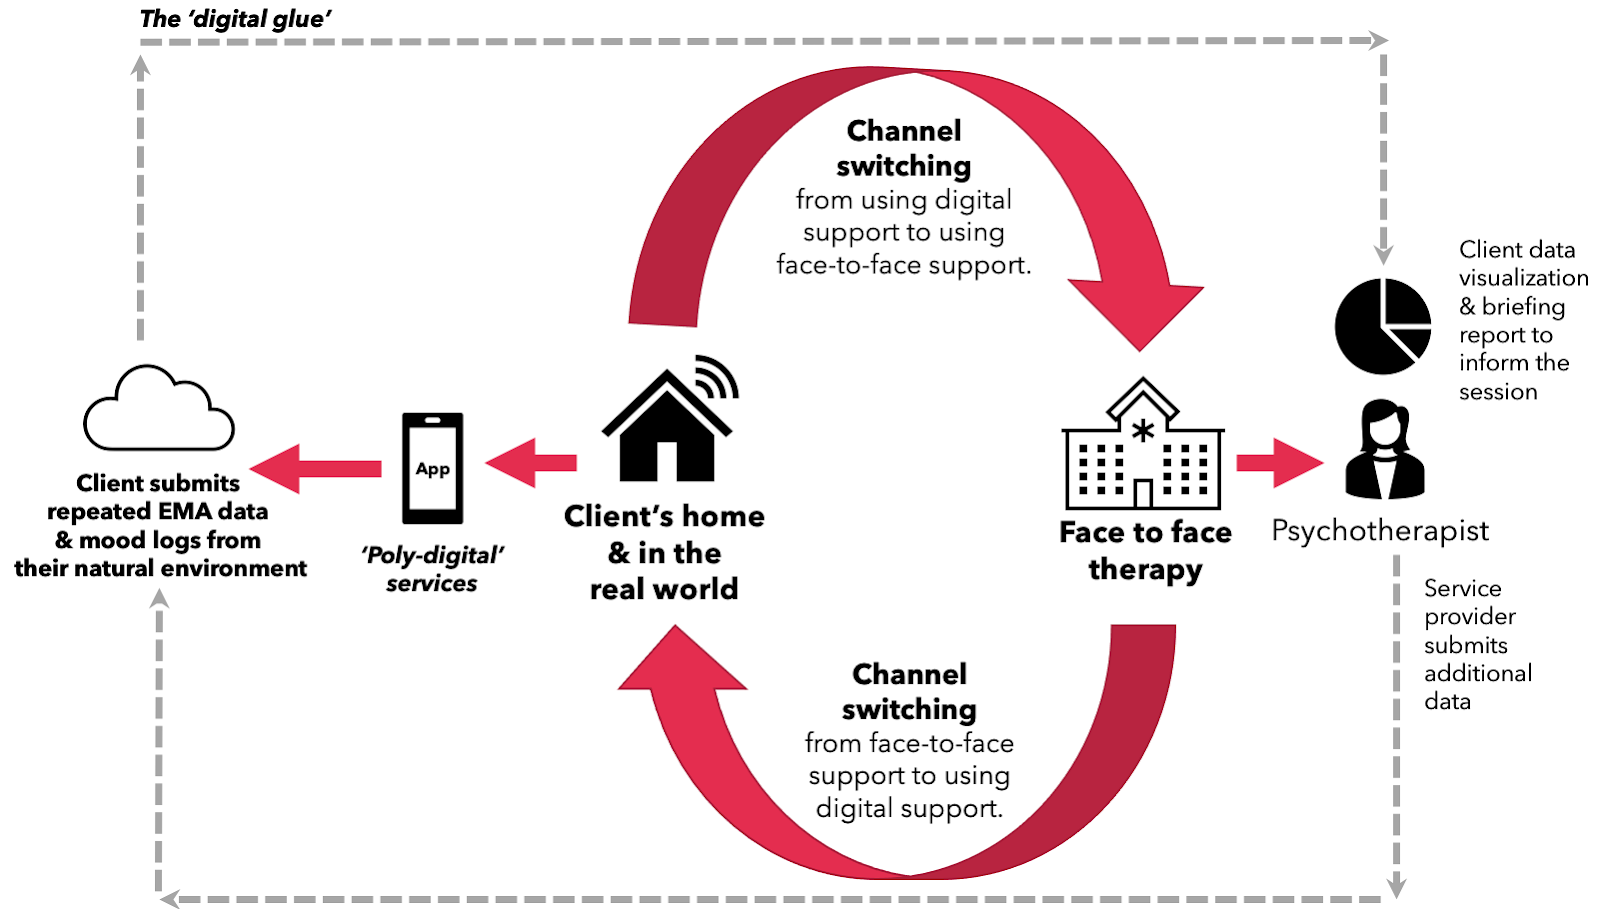 The ‘digital glue’
Channel
switching
from using digital
support to using
face-to-face support.
Client data
visualization
& briefing
report to
inform the
session
App
Client submits
repeated EMA data
& mood logs from
their natural environment
‘Poly-digital’
services
Client’s home
& in the
real world
Face to face
therapy
Psychotherapist
Service
provider
submits
additional
data
Channel
switching
from face-to-face
support to using
digital support.